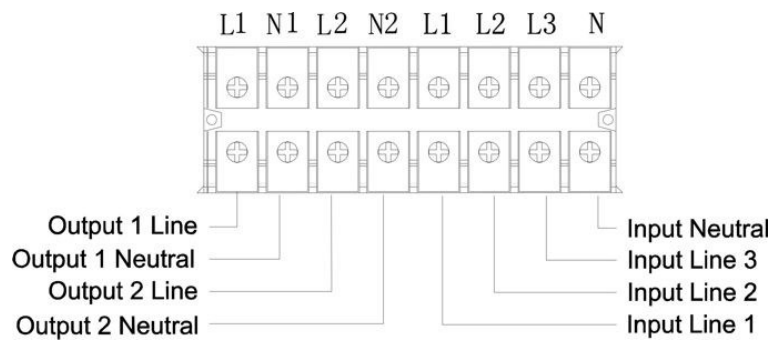 L1 N1 L2 N2 L1 L2 L3 N
Output 1 Line
Output 1 Neutral
Output 2 Line
Output 2 Neutral
Input Neutral
Input Line 3
Input Line 2
Input Line 1